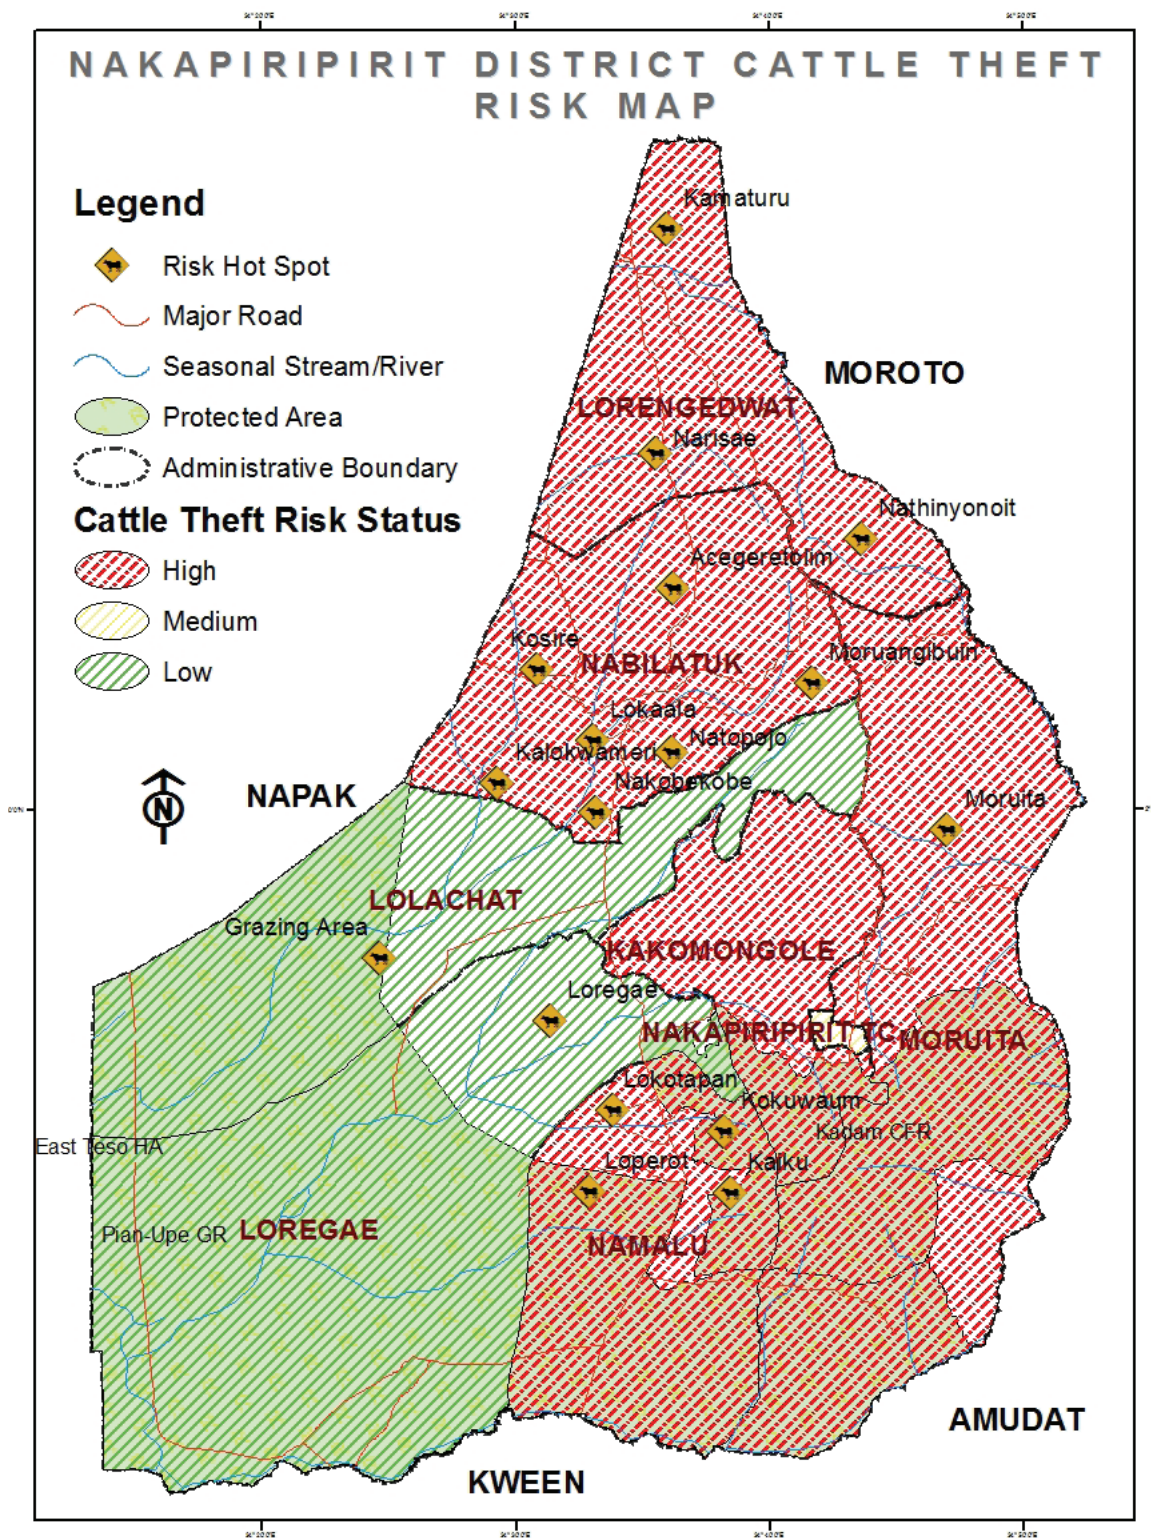 NAKAPIRIPIRIT DISTRICT CATTLE THEFT
RISK MAP
Legend
Risk Hot Spot
Major Road
Seasonal Stream/River
Protected Area
Administrative Boundary
Cattle Theft Risk Status
High
Medium
Low
N
Kamaturu
MOROTO
LORENGEDWAT
Narisae
Nathinyonoit
Acegeretolim
Kosire
NABILATUK
Moruangibuin
Lokaala
Natopojo
Kalokwameri
Nakobekobe
NAPAK
Moruita
LOLACHAT
Grazing Area
KAKOMONGOLE
Loregae
NAKAPIRIPIRIT TC
MORUITA
Lokotapan
Kokuwaum
Kadam CFR
East Teso HA
Loperot
Kaiku
Pian-Upe GR
LOREGAE
NAMALU
AMUDAT
KWEEN